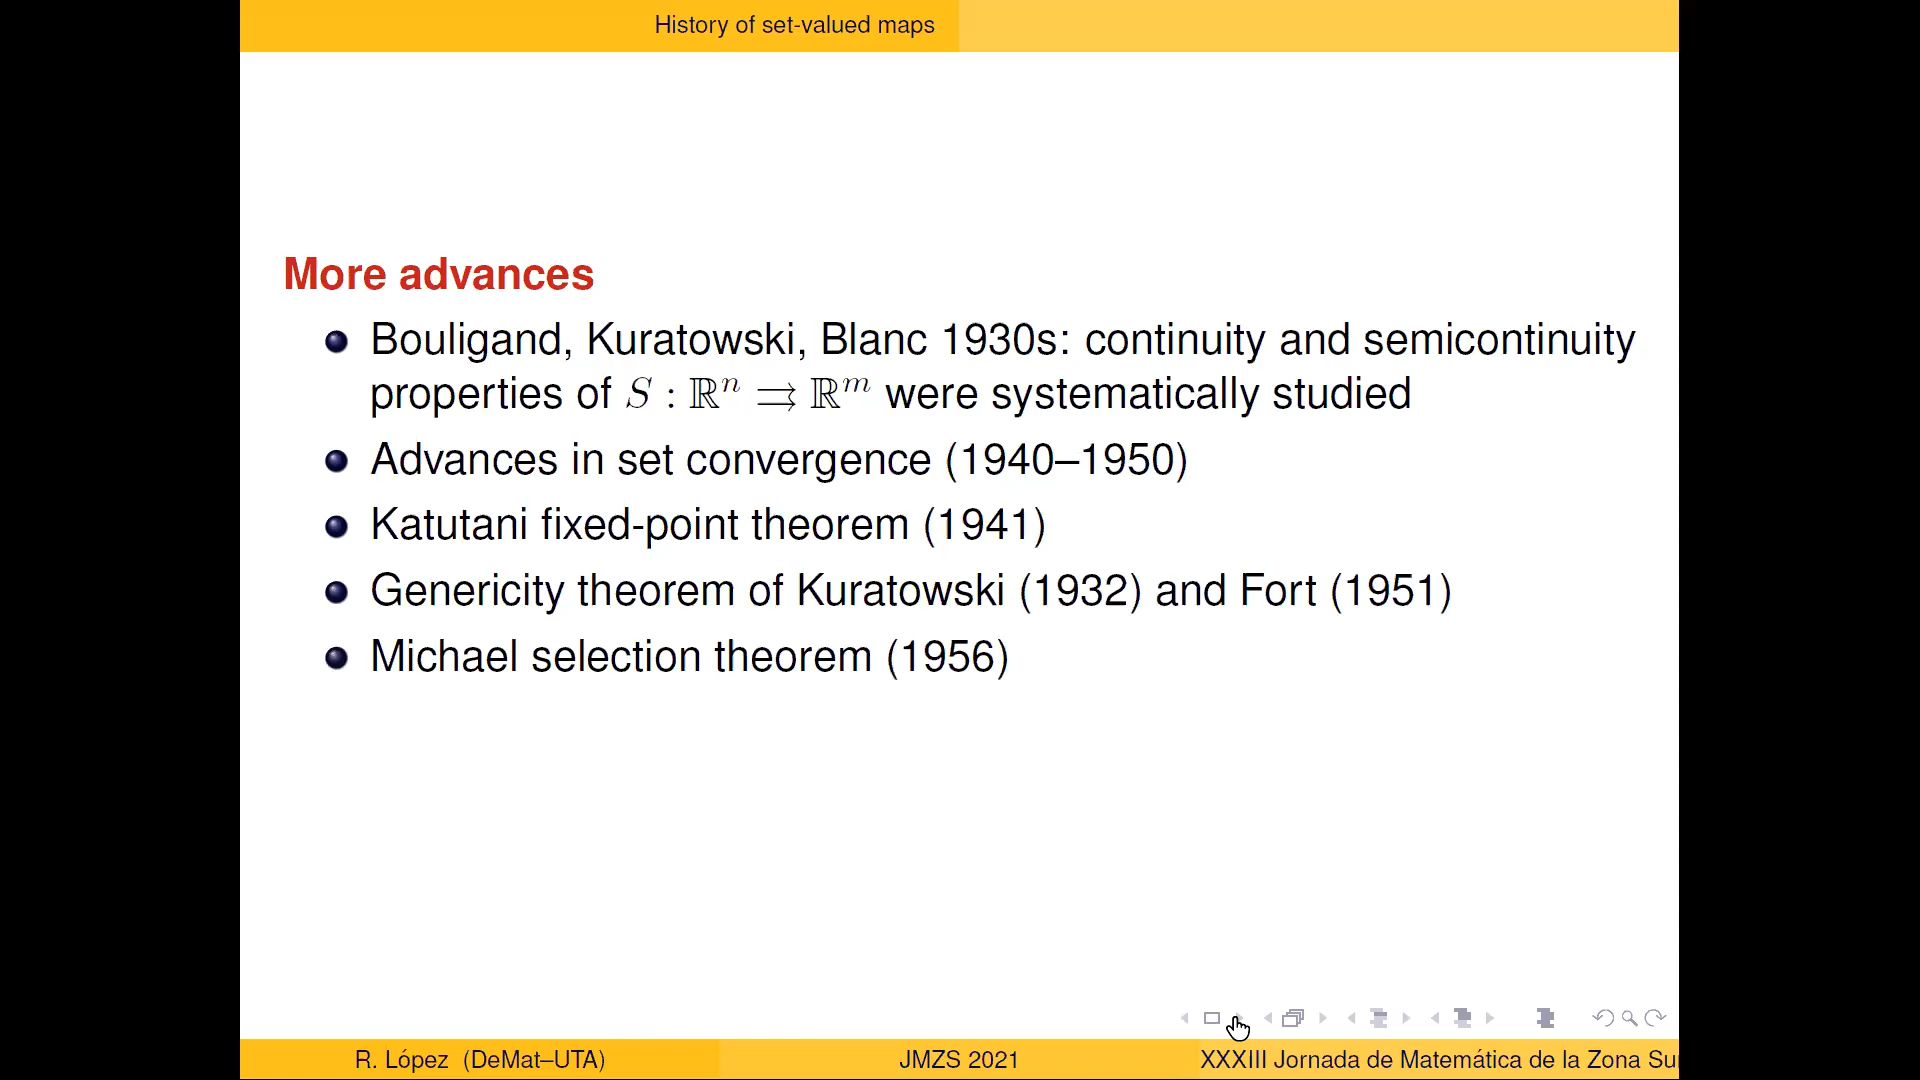 History of set-valued maps
More advances
Bouligand, Kuratowski, Blanc 1930s: continuity and semicontinuity
properties of S : ℝⁿ ⇉ ℝᵐ were systematically studied
Advances in set convergence (1940–1950)
Katutani fixed-point theorem (1941)
Genericity theorem of Kuratowski (1932) and Fort (1951)
Michael selection theorem (1956)
R. López (DeMat–UTA)
JMZS 2021
XXXIII Jornada de Matemática de la Zona Su